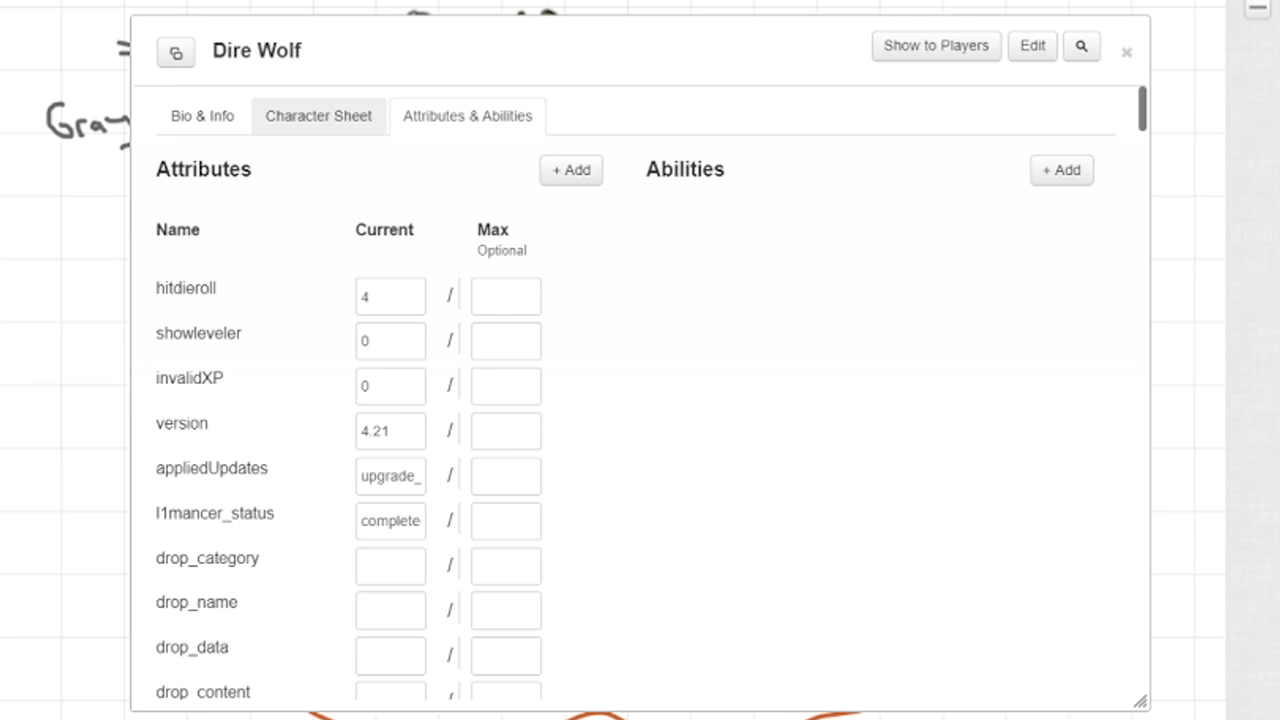 Dire Wolf
Show to Players
Edit
Bio & Info
Character Sheet
Attributes & Abilities
Gray
Attributes
+ Add
Abilities
+ Add
Name
Current
Max
Optional
hitdieroll
4
/
showleveler
0
/
invalidXP
0
/
version
4.21
/
appliedUpdates
upgrade_
/
l1mancer_status
complete
/
drop_category
/
drop_name
/
drop_data
/
drop_content
/